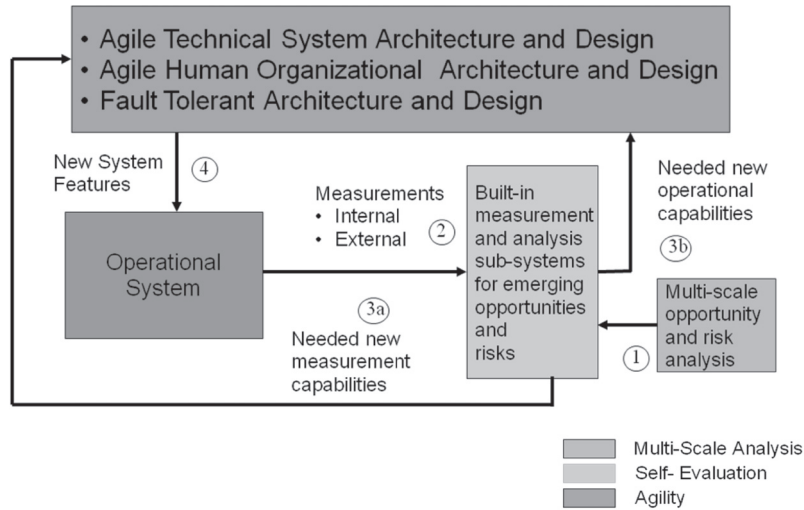 • Agile Technical System Architecture and Design
• Agile Human Organizational Architecture and Design
• Fault Tolerant Architecture and Design
New System
Features
4
Operational
System
Measurements
• Internal
• External
2
3a
Needed new
measurement
capabilities
Built-in
measurement
and analysis
sub-systems
for emerging
opportunities
and
risks
Needed new
operational
capabilities
3b
Multi-scale
opportunity
and risk
analysis
1
Multi-Scale Analysis
Self- Evaluation
Agility